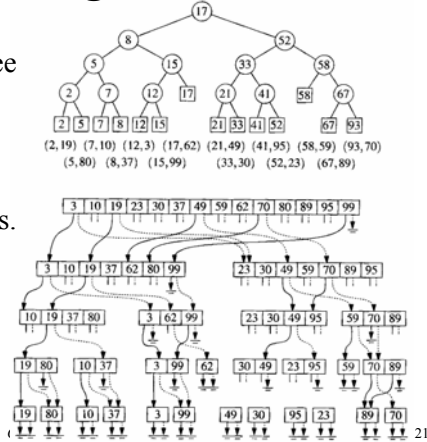 17
8 52
ee
5 15 33 58
2 7 12 17 21 41 58 67
2 5 7 8 12 15 21 33 41 52 67 93
(2,19) (7,10) (12,3) (17,62) (21,49) (41,95) (58,59) (93,70)
(5,80) (8,37) (15,99) (33,30) (52,23) (67,89)
3 10 19 23 30 37 49 59 62 70 80 89 95 99
s.
3 10 19 37 62 80 99 23 30 49 59 70 89 95
10 19 37 80 3 62 99 23 30 49 95 59 70 89
19 80 10 37 3 99 62 30 49 23 95 59 70 89
19 80 10 37 3 99 49 30 95 23 89 70
21